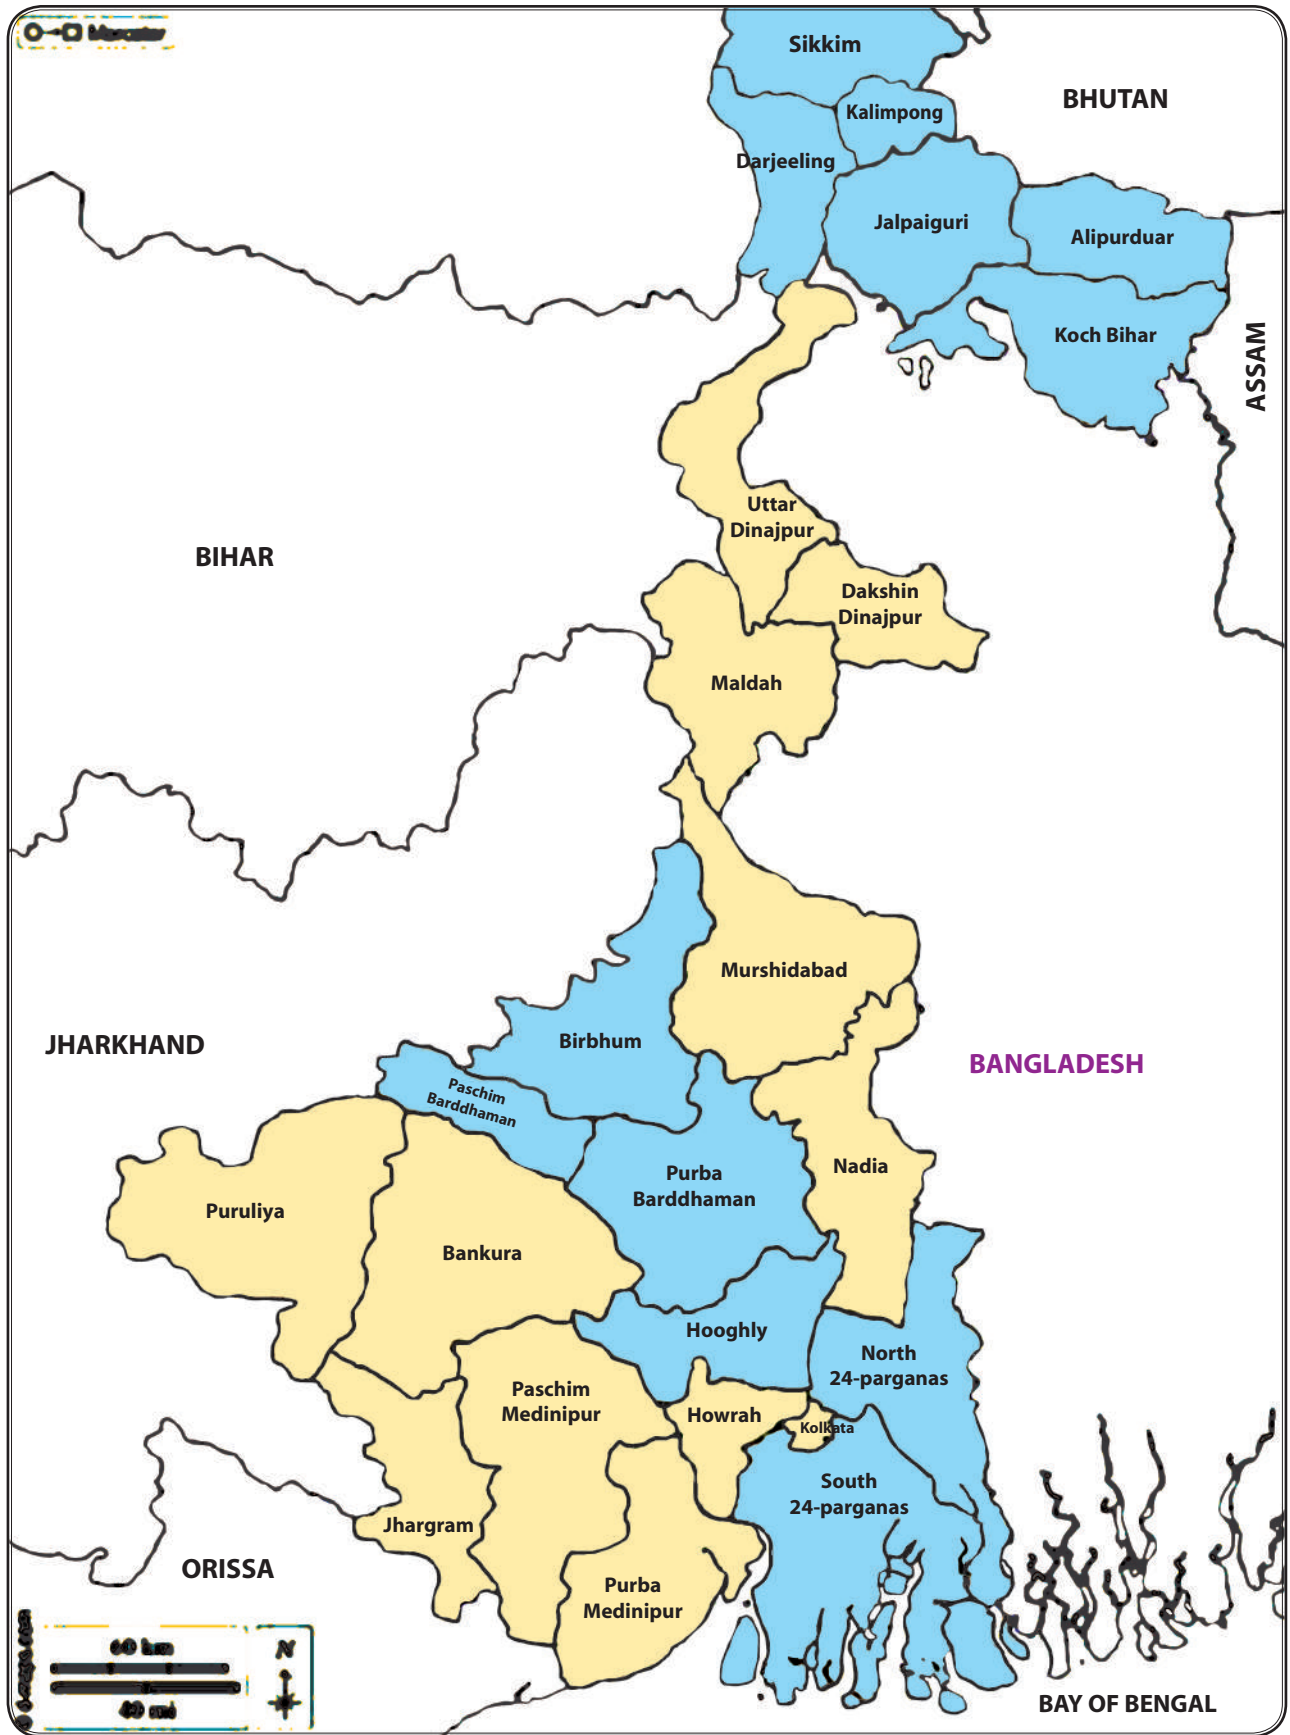 Sikkim
BHUTAN
Kalimpong
Darjeeling
Jalpaiguri
Alipurduar
Koch Bihar
ASSAM
Uttar
Dinajpur
BIHAR
Dakshin
Dinajpur
Maldah
Murshidabad
JHARKHAND
Birbhum
BANGLADESH
Paschim
Barddhaman
Nadia
Purba
Barddhaman
Puruliya
Bankura
Hooghly
North
24-parganas
Paschim
Medinipur
Howrah
Kolkata
South
24-parganas
Jhargram
ORISSA
Purba
Medinipur
N
BAY OF BENGAL